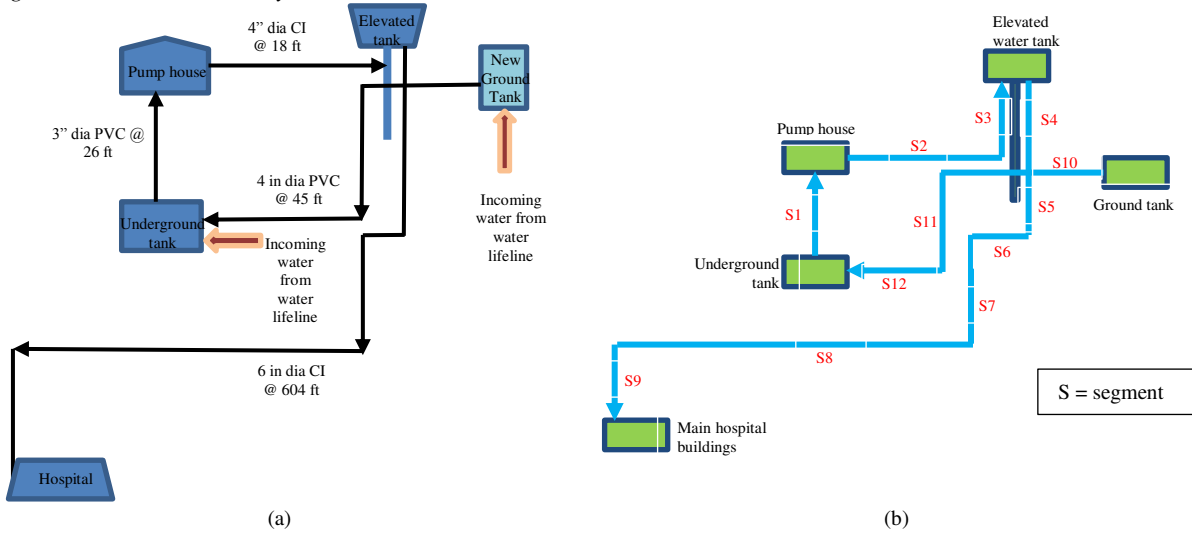 4” dia CI
@ 18 ft
Elevated
tank
Pump house
New
Ground
Tank
3” dia PVC @
26 ft
4 in dia PVC
@ 45 ft
Incoming
water from
water
lifeline
Underground
tank
Incoming
water
from
water
lifeline
6 in dia CI
@ 604 ft
Hospital
(a)
Elevated
water tank
S3
S4
Pump house
S2
S10
S1
S11
S5
Ground tank
Underground
tank
S6
S12
S7
S8
S9
S = segment
Main hospital
buildings
(b)